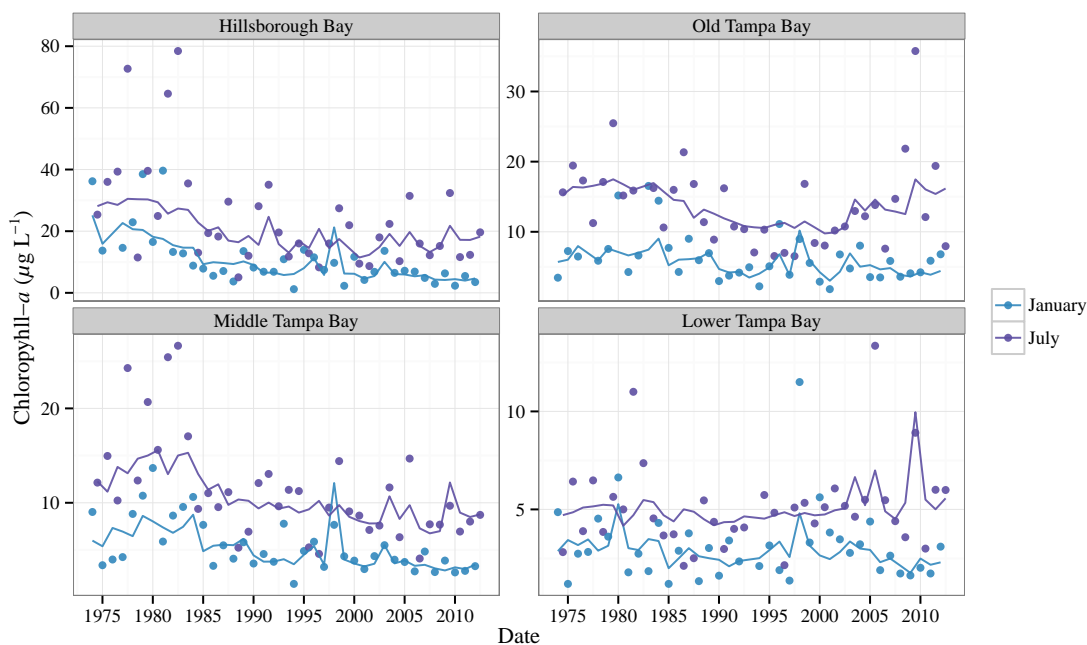 Hillsborough Bay
Old Tampa Bay
80
60
40
20
0
30
20
10
Chloropyhll−a (μg L⁻¹)
Middle Tampa Bay
Lower Tampa Bay
20
10
10
5
1975 1980 1985 1990 1995 2000 2005 2010
1975 1980 1985 1990 1995 2000 2005 2010
Date
January
July